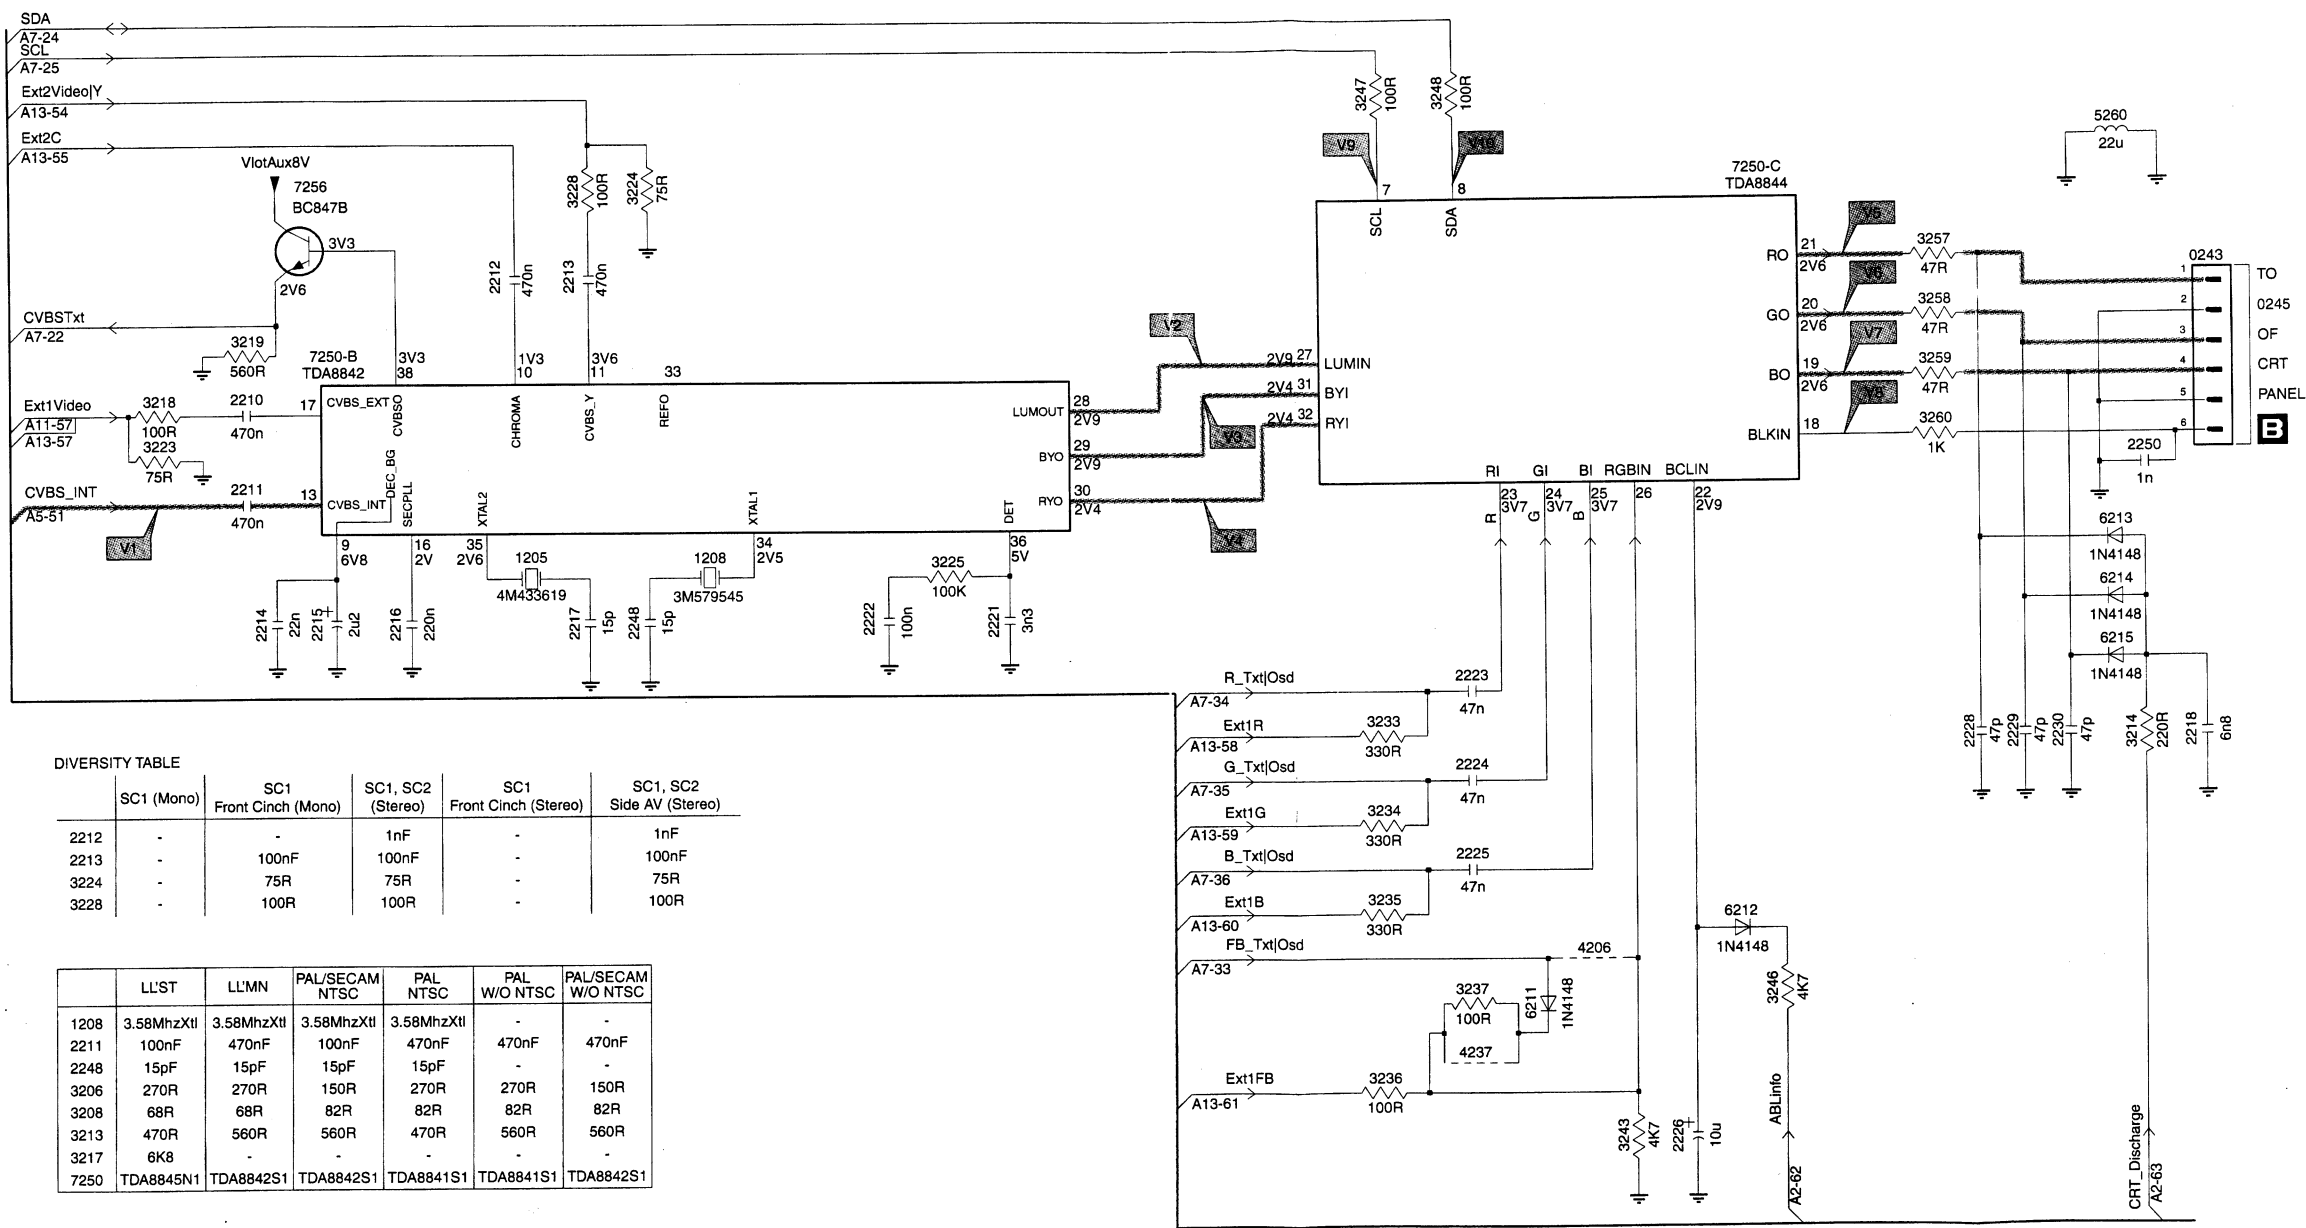 SDA
A7-24
SCL
A7-25
Ext2Video|Y
A13-54
Ext2C
A13-55
VlotAux8V
7256
BC847B
3V3
2V6
CVBSTxt
A7-22
3219
560R
7250-B
TDA8842
3V3
38
1V3
10
3V6
11
33
2212
470n
2213
470n
3228
100R
3224
75R
Ext1Video
A11-57
A13-57
3218
100R
3223
75R
2210
470n
17
CVBS_EXT
CVBSO
CHROMA
CVBS_Y
REFO
LUMOUT
28
2V9
BYO
29
2V9
RYO
30
2V4
CVBS_INT
A5-51
V1
2211
470n
13
CVBS_INT
DEC_BG
SECPLL
XTAL2
XTAL1
DET
9
6V8
16
2V
35
2V6
34
2V5
36
5V
1205
4M433619
1208
3M579545
3225
100K
2214
22n
2215
2u2
2216
220n
2217
15p
2248
15p
2222
100n
2221
3n3
V2
V3
V4
3247
100R
3248
100R
V9
V10
7
8
7250-C
TDA8844
SCL
SDA
2V9 27
LUMIN
2V4 31
BYI
2V4 32
RYI
RO
21
2V6
GO
20
2V6
BO
19
2V6
BLKIN
18
V5
V6
V7
V8
3257
47R
3258
47R
3259
47R
3260
1K
5260
22u
0243
1
2
3
4
5
6
TO
0245
OF
CRT
PANEL
B
2250
1n
RI
GI
BI
RGBIN
BCLIN
23
3V7
24
3V7
25
3V7
26
22
2V9
R
G
B
6213
1N4148
6214
1N4148
6215
1N4148
2228
47p
2229
47p
2230
47p
3214
220R
2218
6n8
R_Txt|Osd
A7-34
2223
47n
Ext1R
A13-58
3233
330R
G_Txt|Osd
A7-35
2224
47n
Ext1G
A13-59
3234
330R
B_Txt|Osd
A7-36
2225
47n
Ext1B
A13-60
3235
330R
FB_Txt|Osd
A7-33
4206
3237
100R
4237
6211
1N4148
Ext1FB
A13-61
3236
100R
3243
4K7
2226
10u
6212
1N4148
3246
4K7
ABLinfo
A2-62
CRT_Discharge
A2-63
DIVERSITY TABLE
SC1 (Mono) SC1 Front Cinch (Mono) SC1, SC2 (Stereo) SC1 Front Cinch (Stereo) SC1, SC2 Side AV (Stereo)
2212 - - 1nF - 1nF
2213 - 100nF 100nF - 100nF
3224 - 75R 75R - 75R
3228 - 100R 100R - 100R
LL'ST LL'MN PAL/SECAM NTSC PAL NTSC PAL W/O NTSC PAL/SECAM W/O NTSC
1208 3.58MhzXtl 3.58MhzXtl 3.58MhzXtl 3.58MhzXtl - -
2211 100nF 470nF 100nF 470nF 470nF 470nF
2248 15pF 15pF 15pF 15pF - -
3206 270R 270R 150R 270R 270R 150R
3208 68R 68R 82R 82R 82R 82R
3213 470R 560R 560R 470R 560R 560R
3217 6K8 - - - - -
7250 TDA8845N1 TDA8842S1 TDA8842S1 TDA8841S1 TDA8841S1 TDA8842S1